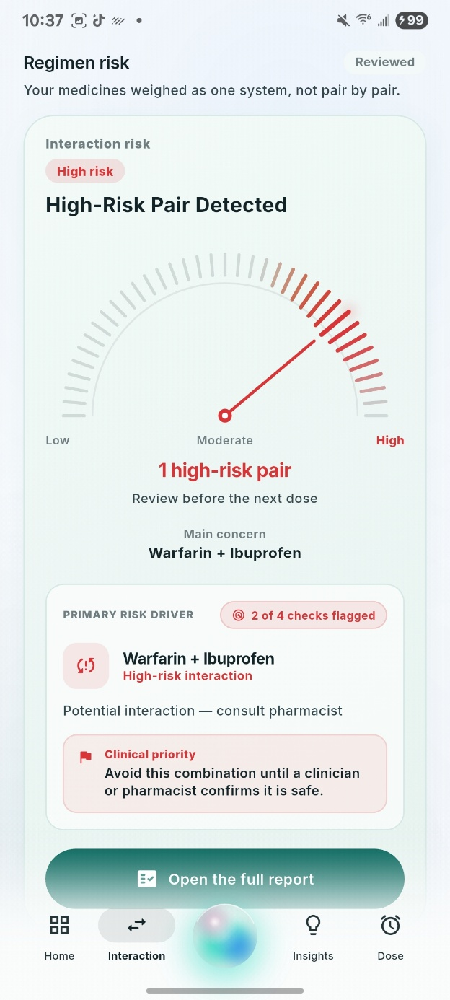 10:37
99
Regimen risk
Reviewed
Your medicines weighed as one system, not pair by pair.
Interaction risk
High risk
High-Risk Pair Detected
Low
Moderate
High
1 high-risk pair
Review before the next dose
Main concern
Warfarin + Ibuprofen
PRIMARY RISK DRIVER
2 of 4 checks flagged
Warfarin + Ibuprofen
High-risk interaction
Potential interaction — consult pharmacist
Clinical priority
Avoid this combination until a clinician
or pharmacist confirms it is safe.
Open the full report
Home
Interaction
Insights
Dose